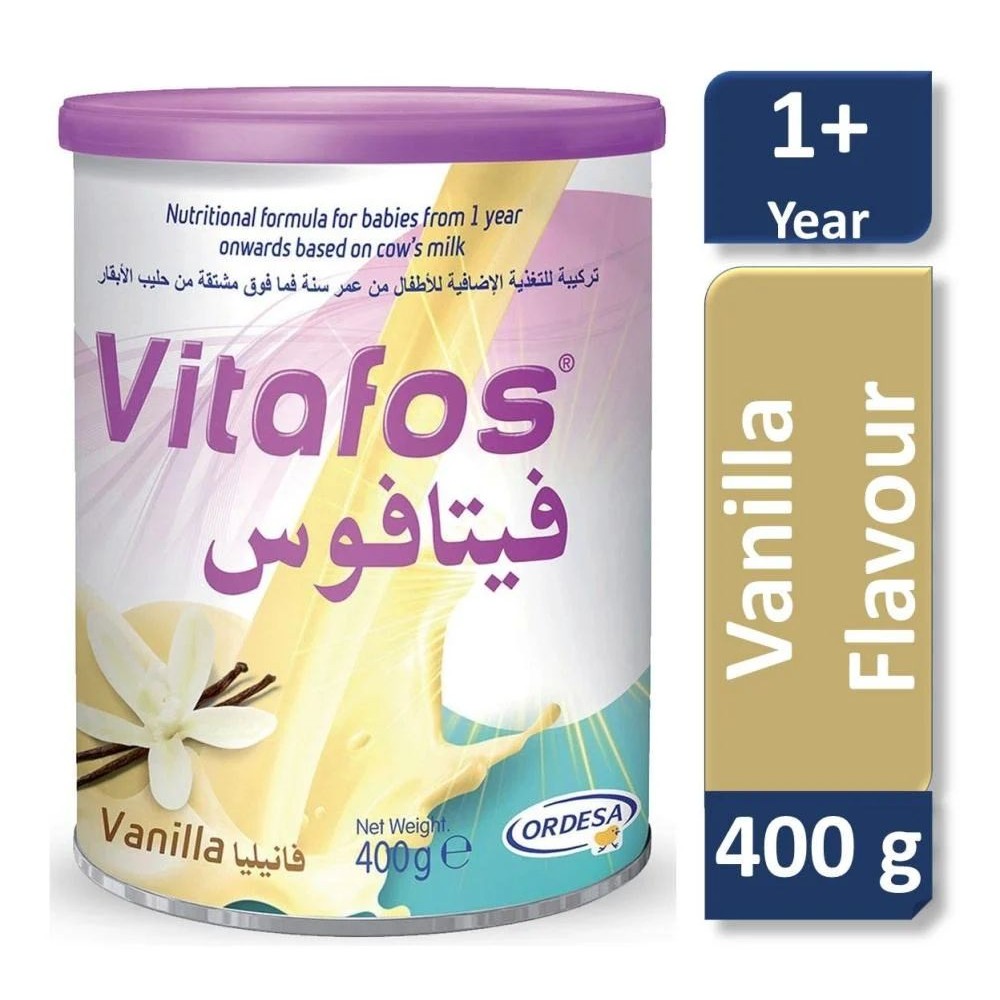 Nutritional formula for babies from 1 year
onwards based on cow's milk
تركيبة للتغذية الإضافية للأطفال من عمر سنة فما فوق مشتقة من حليب الأبقار
Vitafos®
فيتافوس
Vanilla فانيليا
Net Weight.
400g e
ORDESA
1+
Year
Vanilla
Flavour
400 g